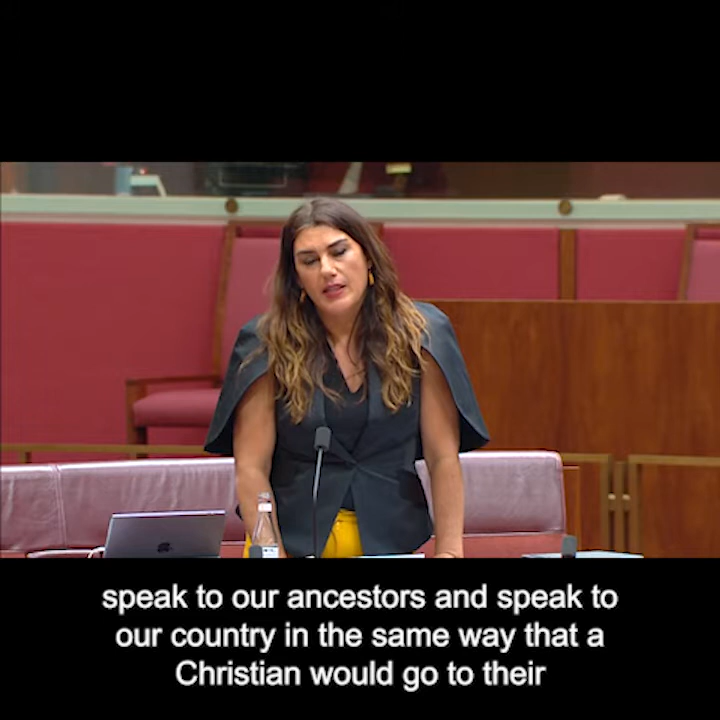 speak to our ancestors and speak to
our country in the same way that a
Christian would go to their